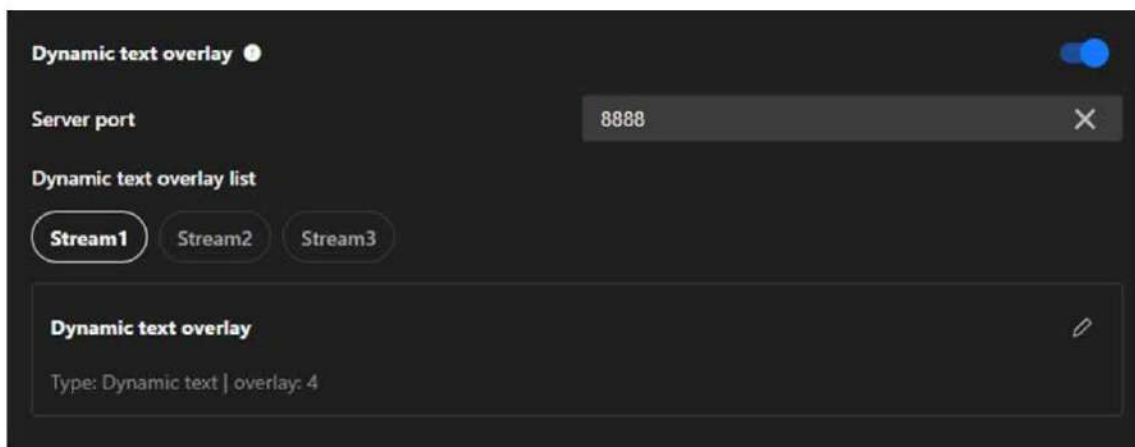 Dynamic text overlay
Server port 8888
Dynamic text overlay list
Stream1 Stream2 Stream3
Dynamic text overlay
Type: Dynamic text | overlay: 4